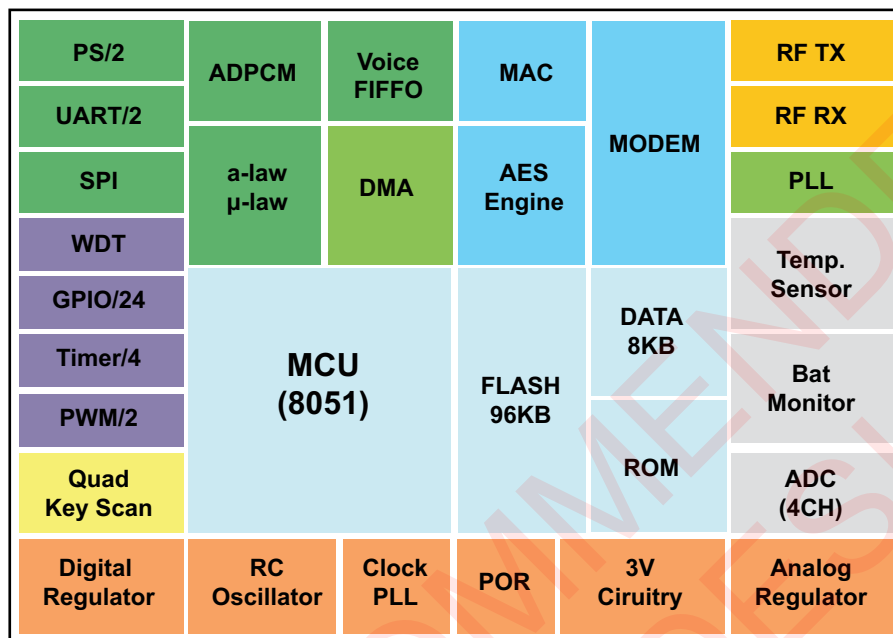 PS/2
UART/2
SPI
WDT
GPIO/24
Timer/4
PWM/2
Quad
Key Scan
ADPCM
Voice
FIFFO
a-law
µ-law
DMA
MAC
AES
Engine
MODEM
RF TX
RF RX
PLL
Temp.
Sensor
Bat
Monitor
ADC
(4CH)
MCU
(8051)
FLASH
96KB
DATA
8KB
ROM
Digital
Regulator
RC
Oscillator
Clock
PLL
POR
3V
Ciruitry
Analog
Regulator